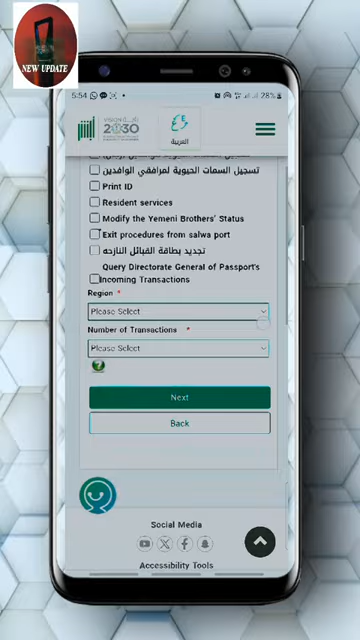 NEW UPDATE
5:54
28%
VISION رؤية
2030
العربية
تسجيل السمات الحيوية لمرافقي الوافدين
Print ID
Resident services
Modify the Yemeni Brothers' Status
Exit procedures from salwa port
تجديد بطاقة القبائل النازحه
Query Directorate General of Passport's
Incoming Transactions
Region *
Please Select
Number of Transactions *
Please Select
Next
Back
Social Media
Accessibility Tools